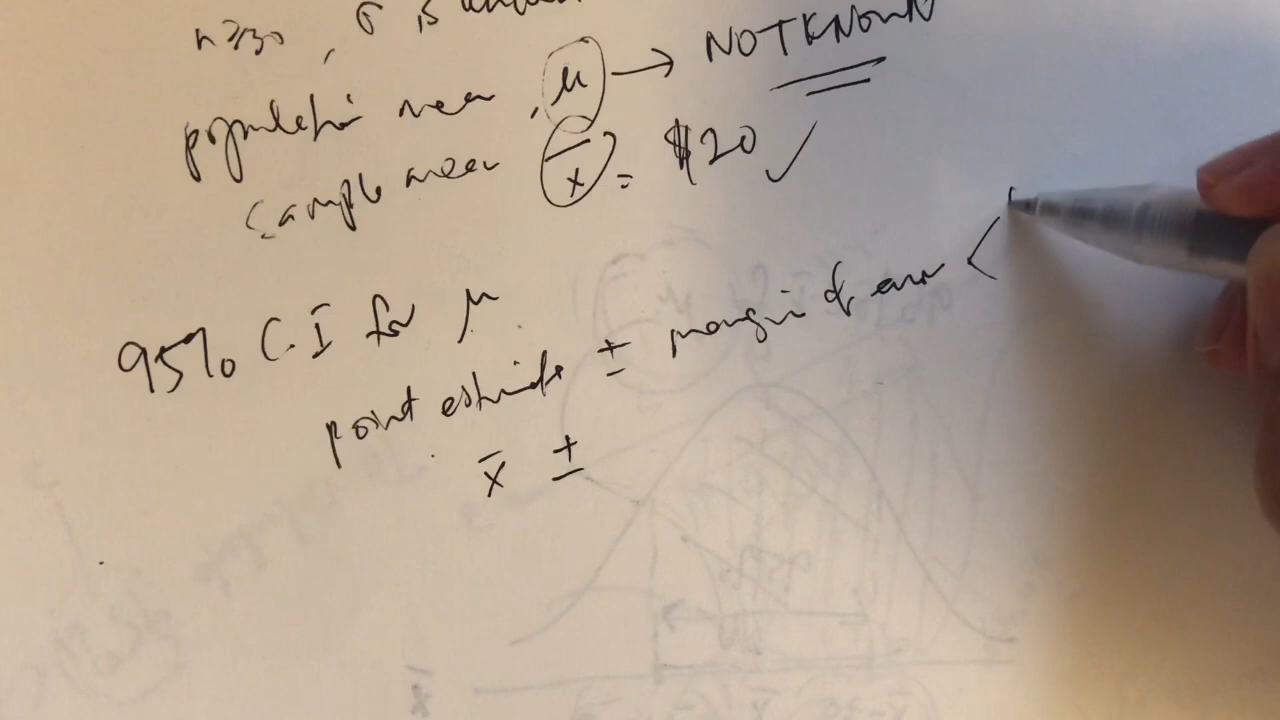 n ≥ 30, σ is
population mean, μ → NOT KNOWN
sample mean x̄ = $20 ✓
95% C.I for μ
point estimate ± margin of error <
x̄ ±